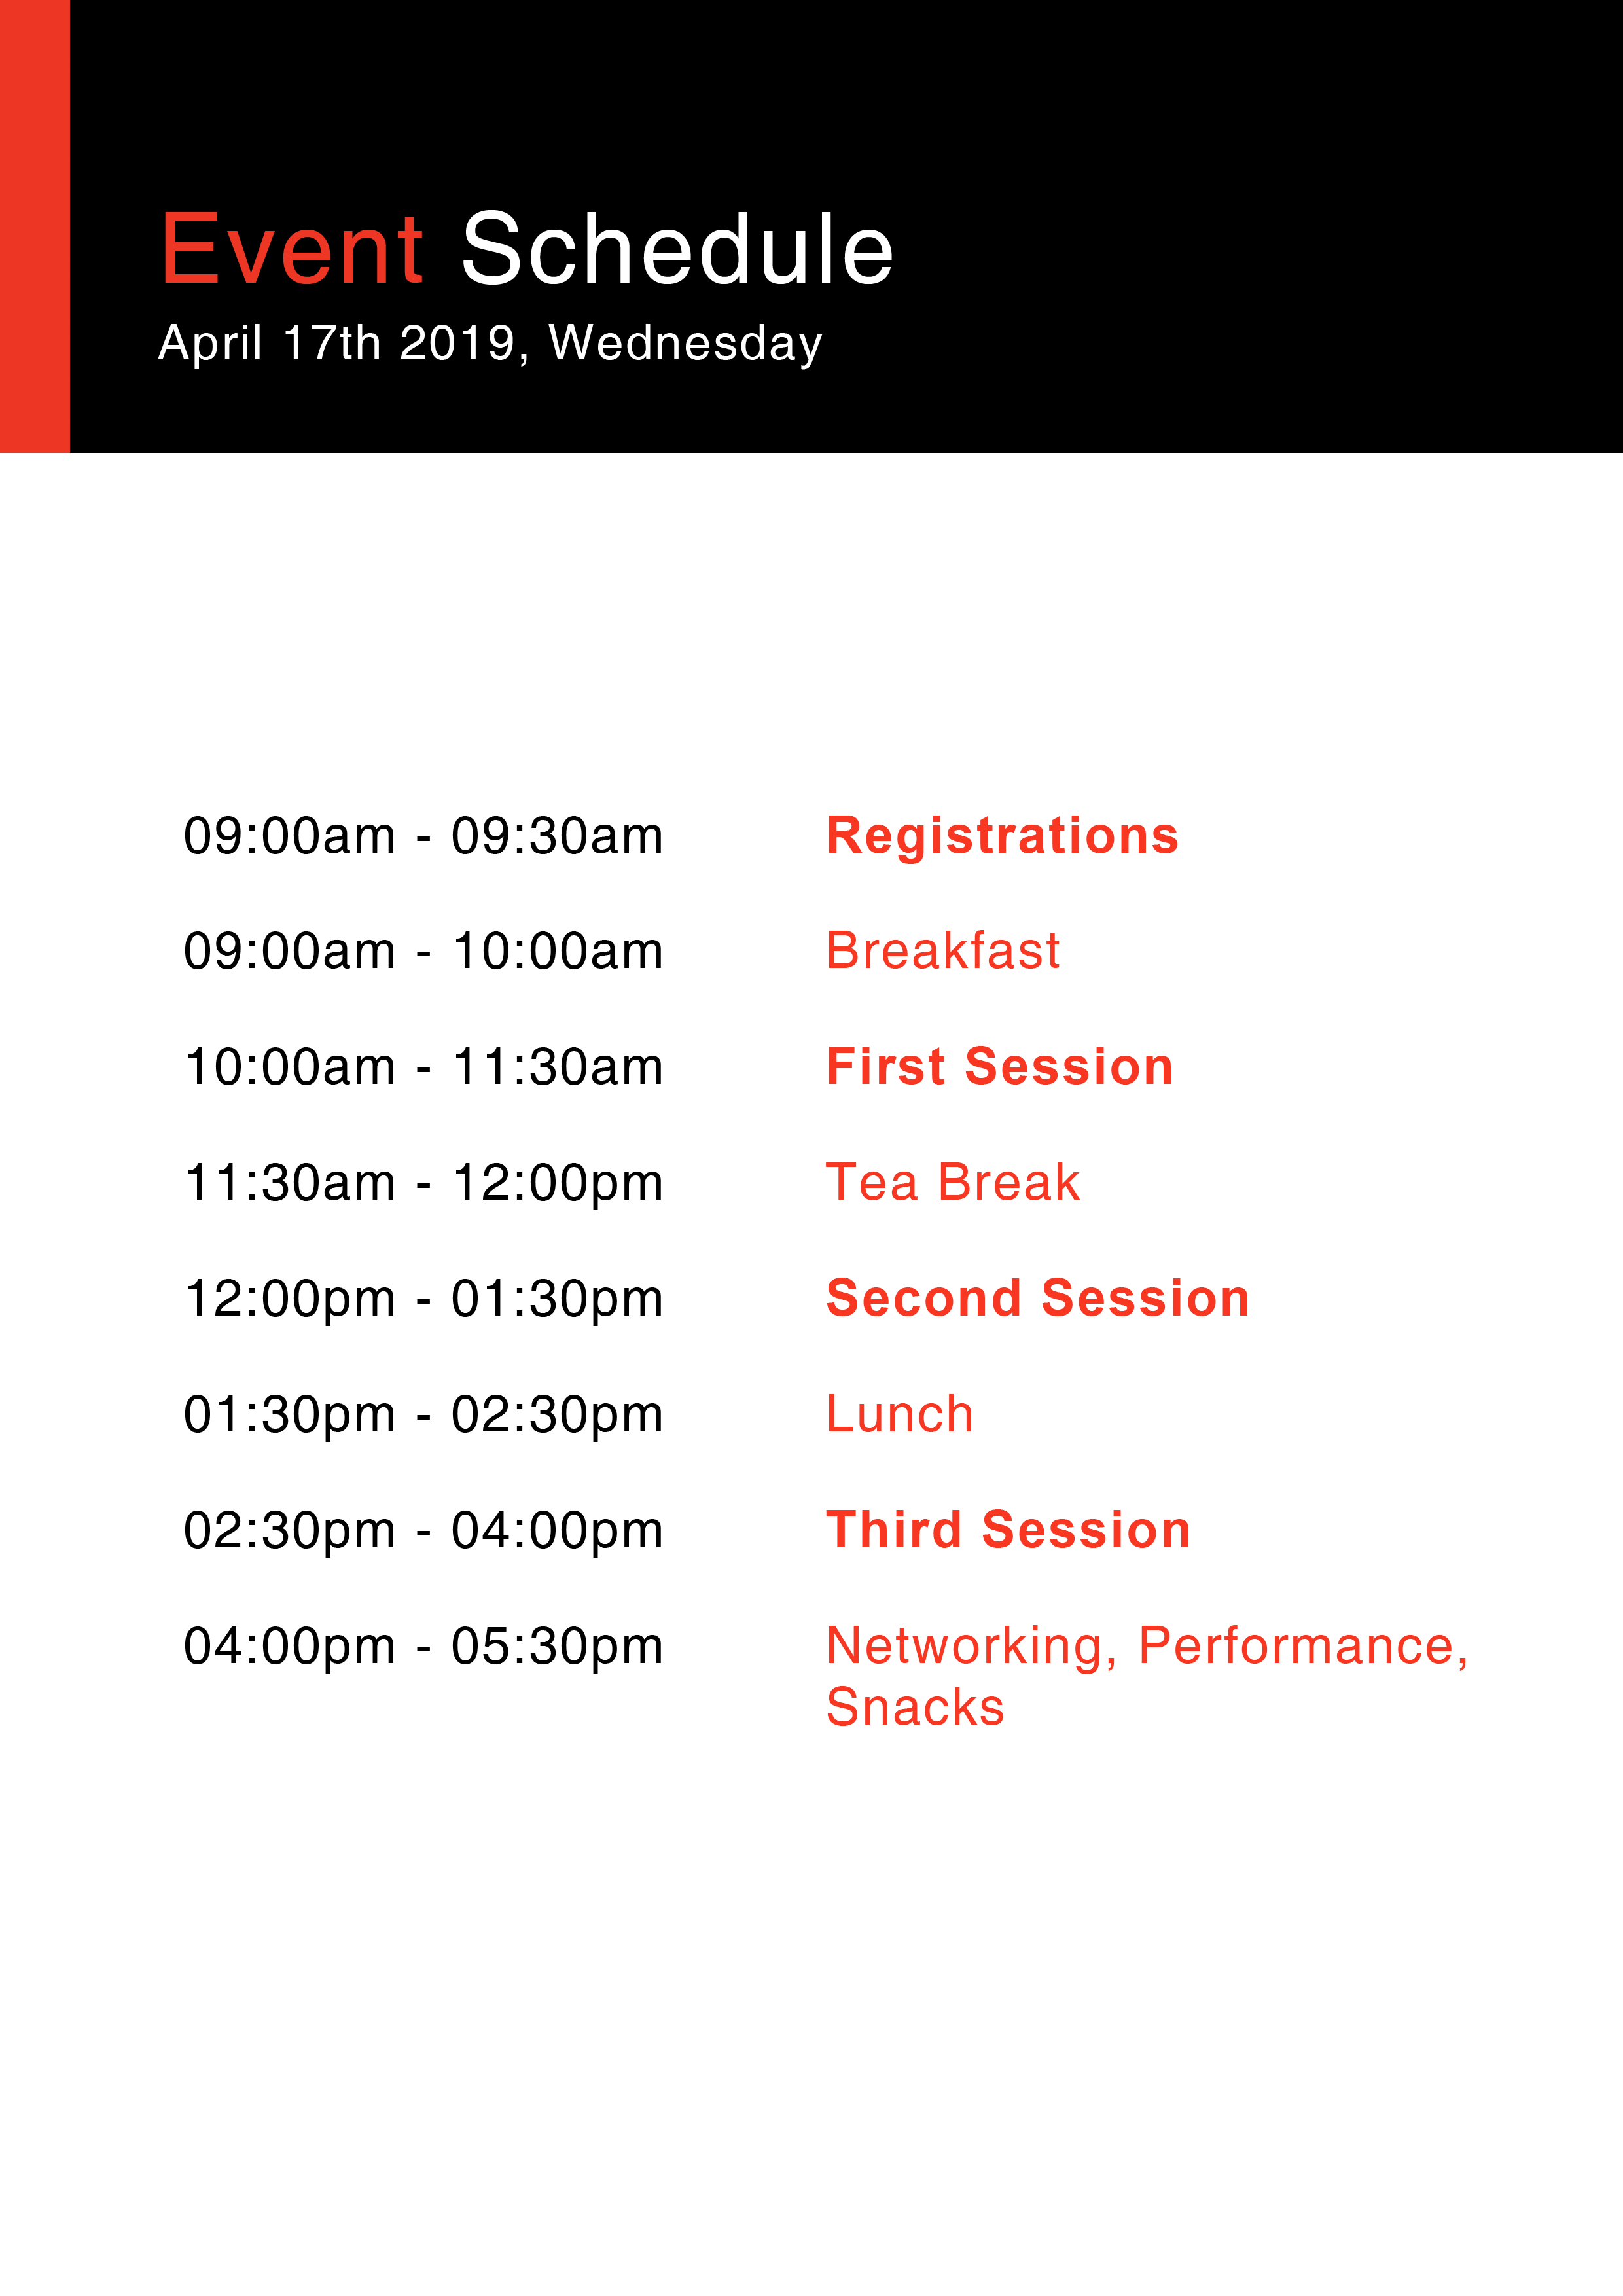 Event Schedule
April 17th 2019, Wednesday
09:00am - 09:30am Registrations
09:00am - 10:00am Breakfast
10:00am - 11:30am First Session
11:30am - 12:00pm Tea Break
12:00pm - 01:30pm Second Session
01:30pm - 02:30pm Lunch
02:30pm - 04:00pm Third Session
04:00pm - 05:30pm Networking, Performance,
Snacks